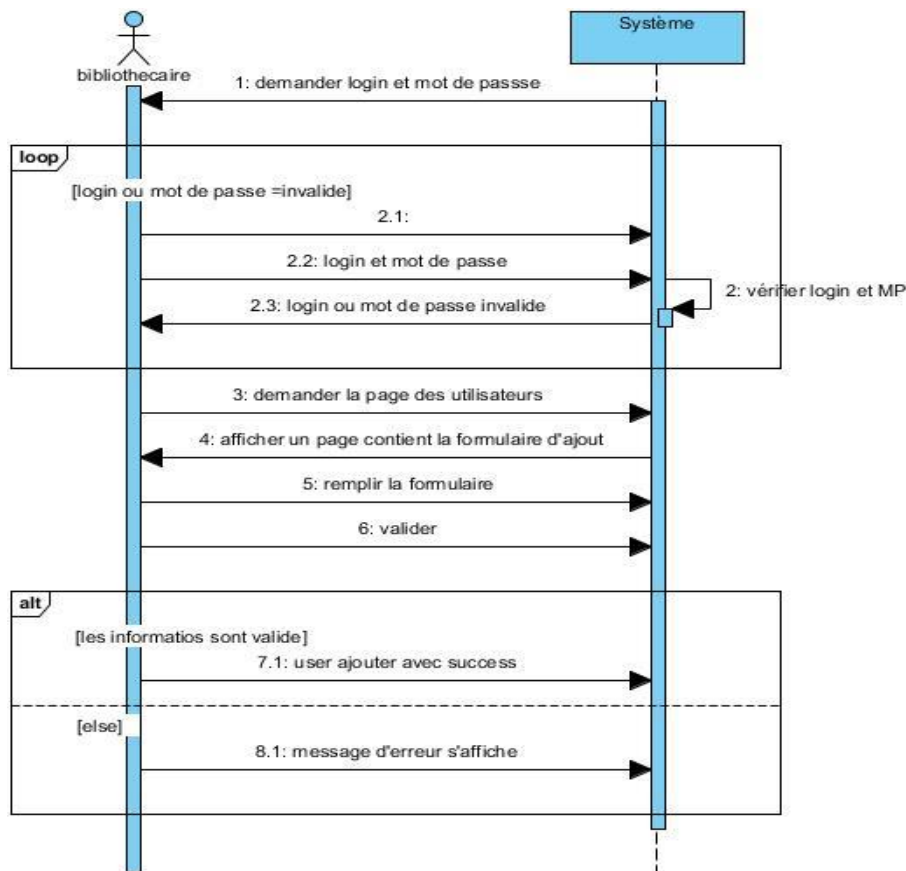 Système
bibliothecaire
1: demander login et mot de passse
loop
[login ou mot de passe =invalide]
2.1:
2.2: login et mot de passe
2: vérifier login et MP
2.3: login ou mot de passe invalide
3: demander la page des utilisateurs
4: afficher un page contient la formulaire d'ajout
5: remplir la formulaire
6: valider
alt
[les informatios sont valide]
7.1: user ajouter avec success
[else]
8.1: message d'erreur s'affiche